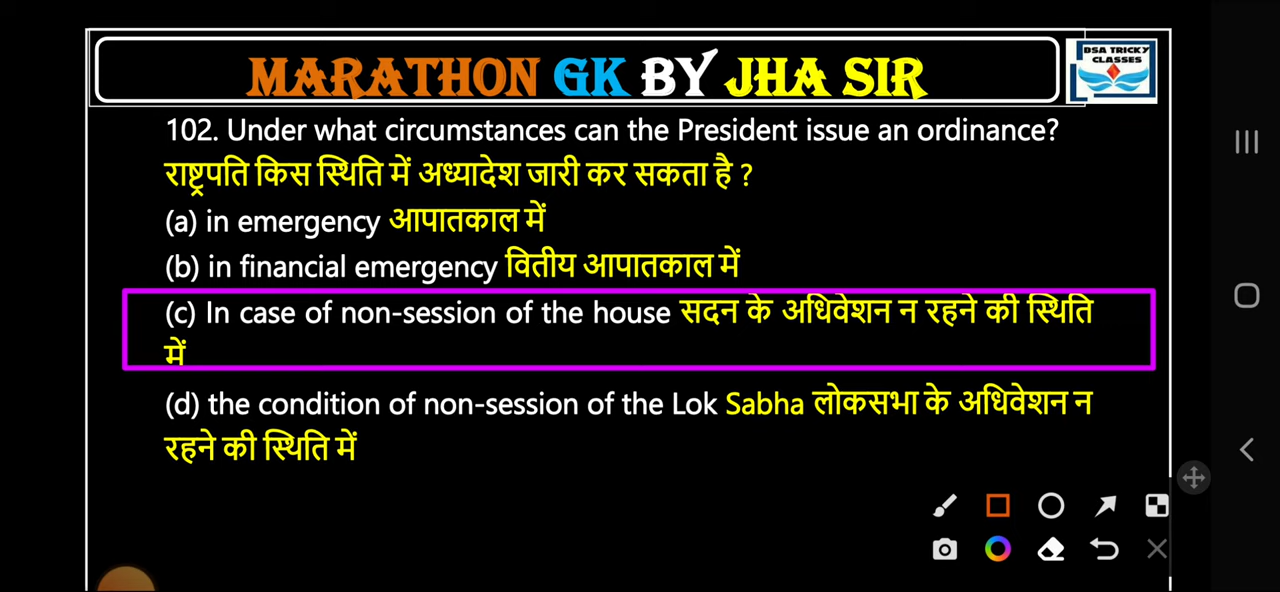 MARATHON GK BY JHA SIR
DSA TRICKY
CLASSES
102. Under what circumstances can the President issue an ordinance?
राष्ट्रपति किस स्थिति में अध्यादेश जारी कर सकता है ?
(a) in emergency आपातकाल में
(b) in financial emergency वितीय आपातकाल में
(c) In case of non-session of the house सदन के अधिवेशन न रहने की स्थिति
में
(d) the condition of non-session of the Lok Sabha लोकसभा के अधिवेशन न
रहने की स्थिति में